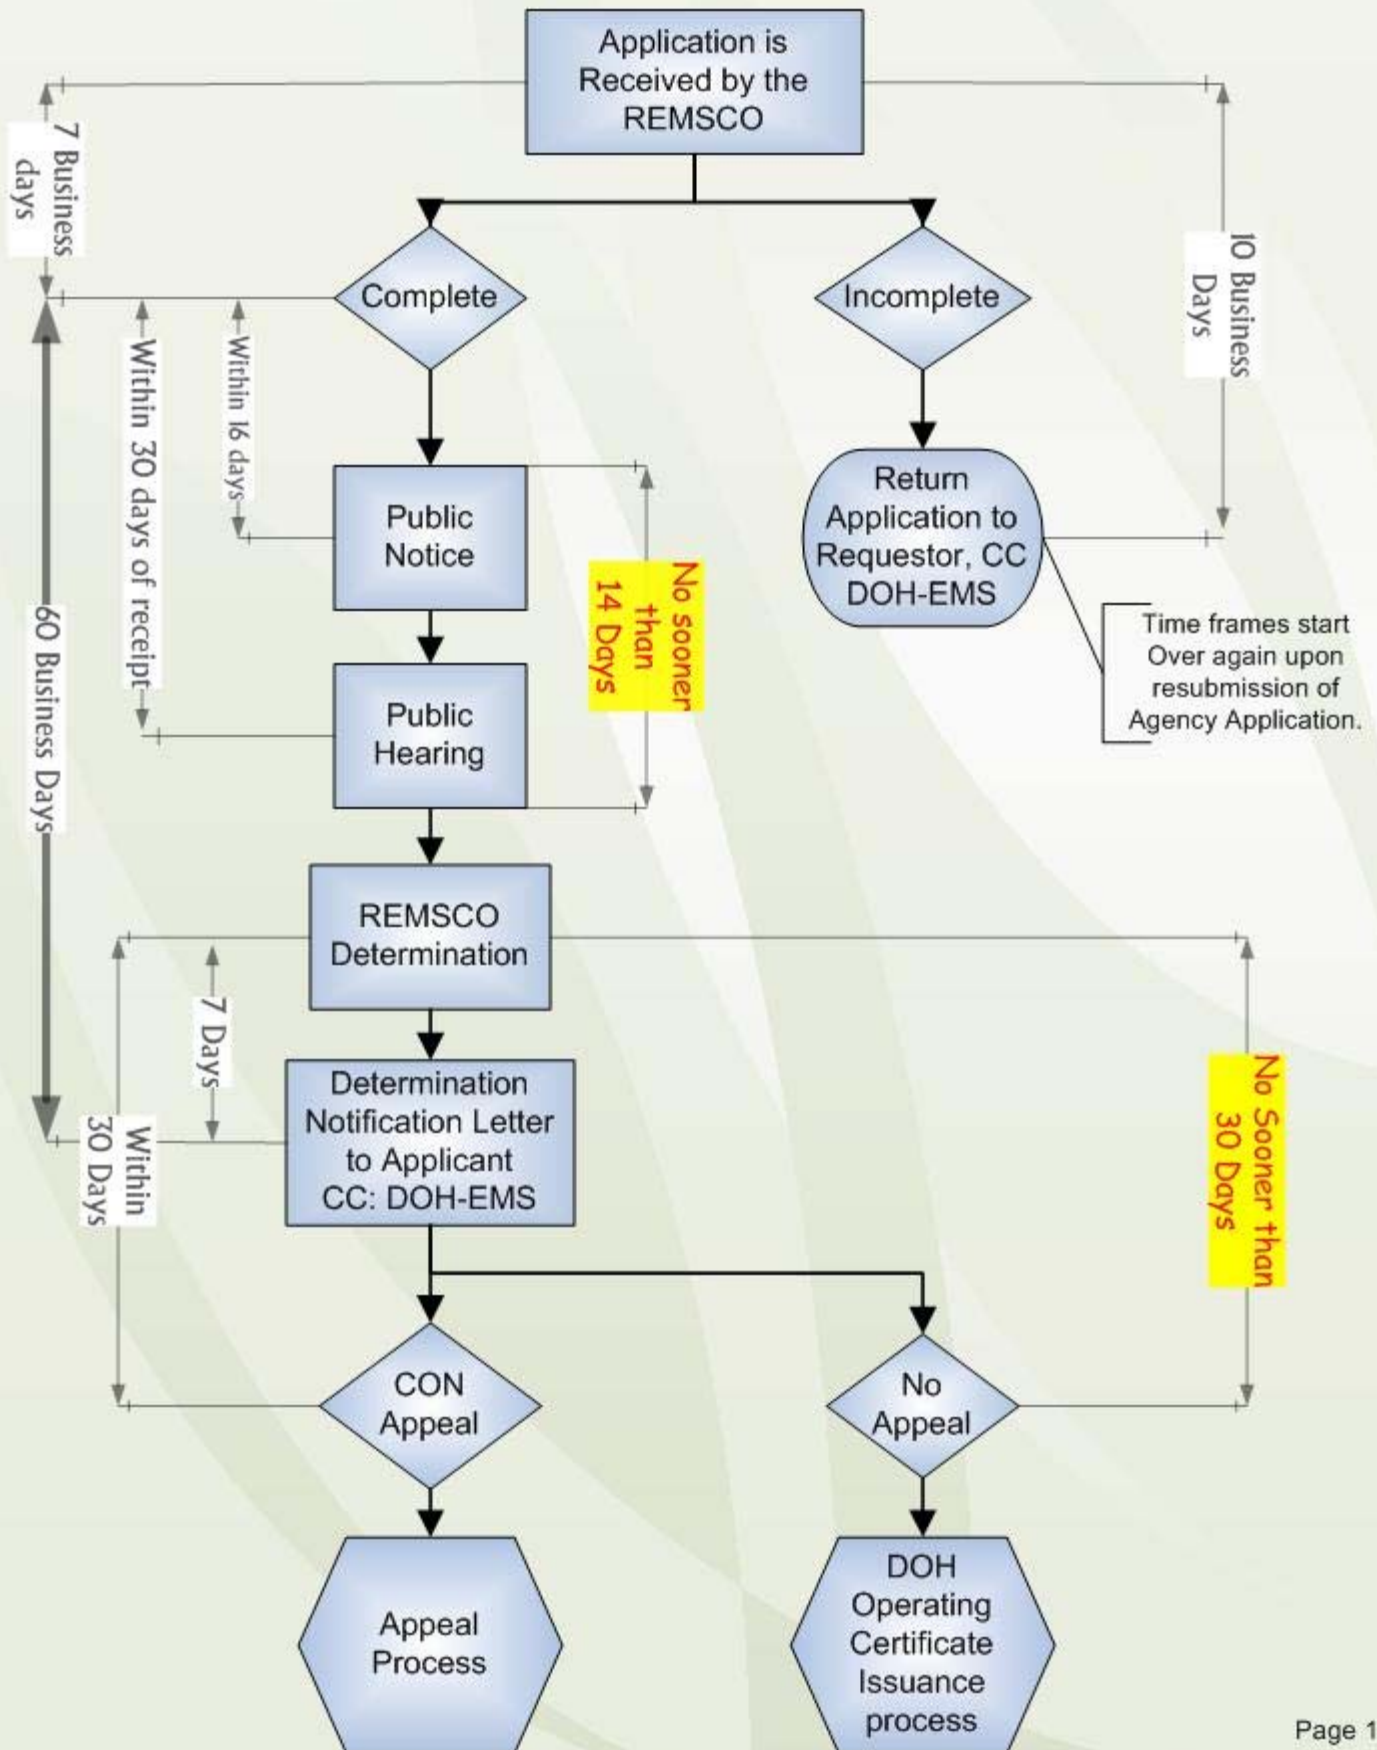 Application is
Received by the
REMSCO
7 Business
days
10 Business
Days
Complete
Incomplete
Within 16 days
Within 30 days of receipt
60 Business Days
Public
Notice
No sooner
than
14 Days
Return
Application to
Requestor, CC
DOH-EMS
Time frames start
Over again upon
resubmission of
Agency Application.
Public
Hearing
REMSCO
Determination
7 Days
Within
30 Days
Determination
Notification Letter
to Applicant
CC: DOH-EMS
No Sooner than
30 Days
CON
Appeal
No
Appeal
Appeal
Process
DOH
Operating
Certificate
Issuance
process
Page 1